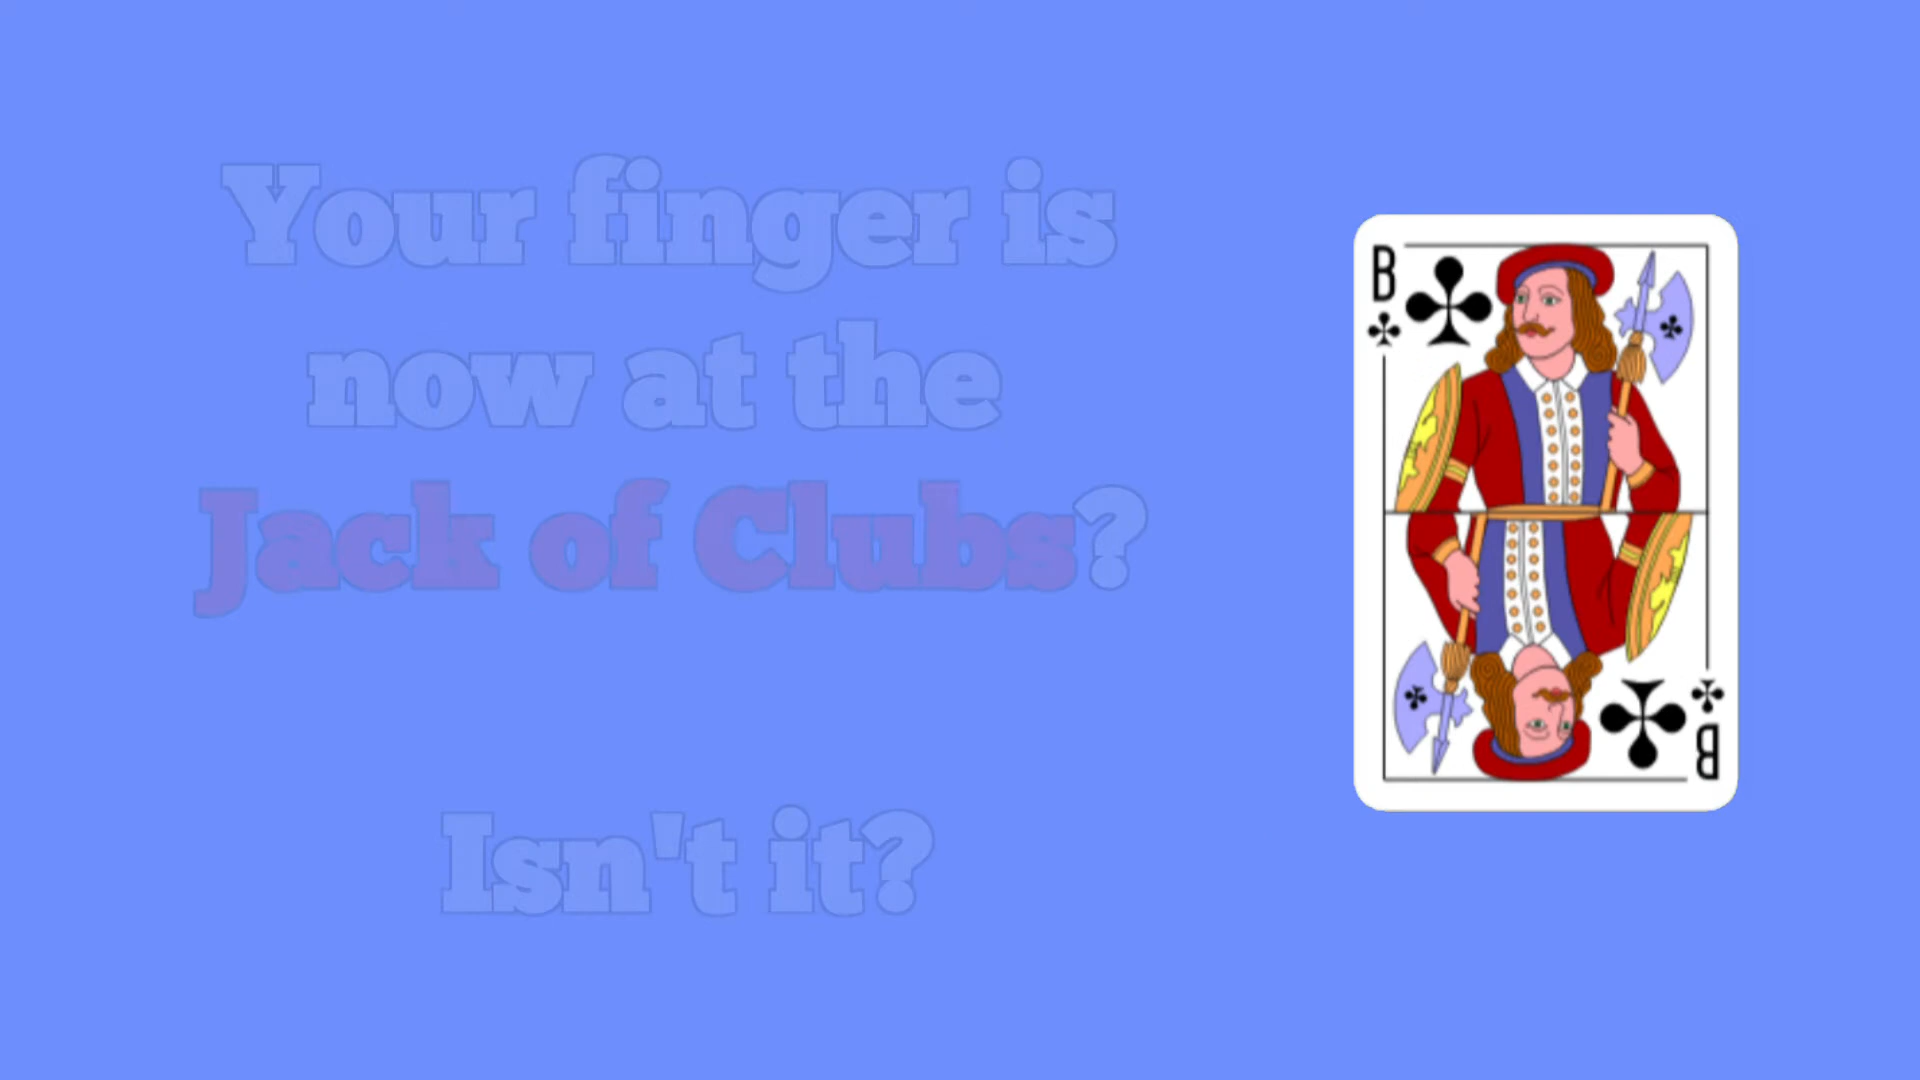 Your finger is
now at the
Jack of Clubs?
Isn't it?
B
B